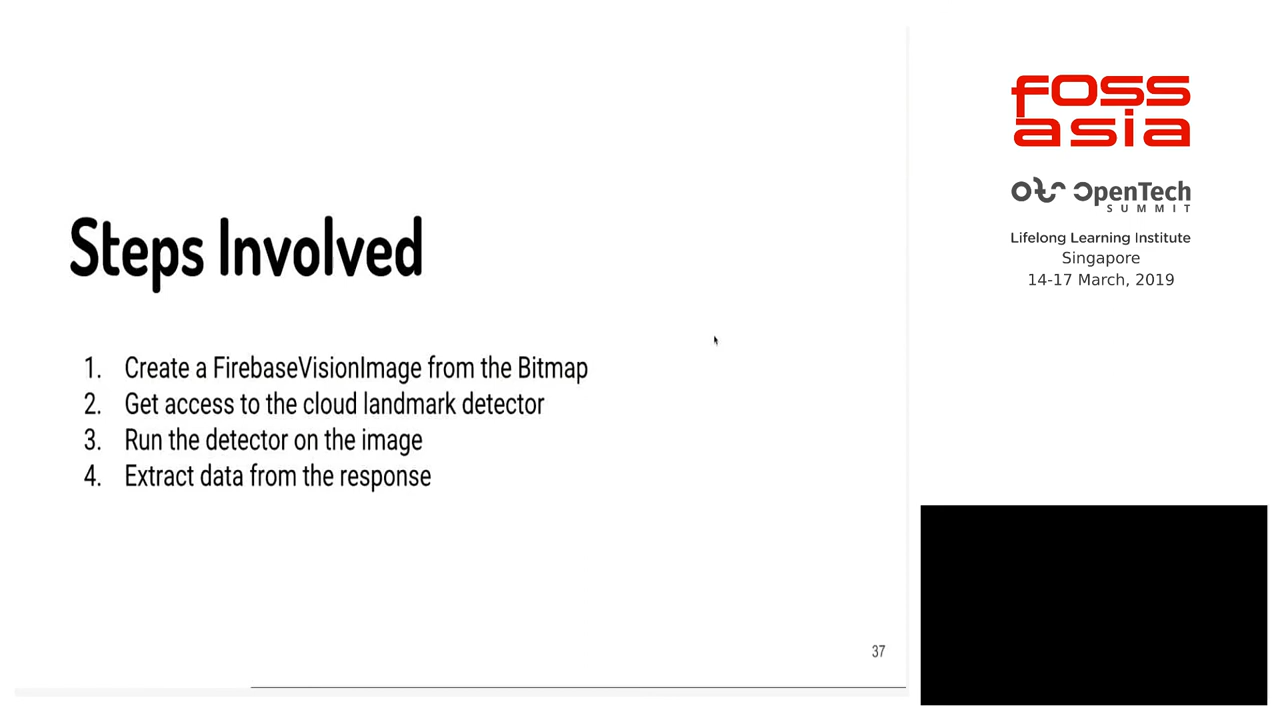 Steps Involved
1. Create a FirebaseVisionImage from the Bitmap
2. Get access to the cloud landmark detector
3. Run the detector on the image
4. Extract data from the response
37
foss
asia
OpenTech
SUMMIT
Lifelong Learning Institute
Singapore
14-17 March, 2019